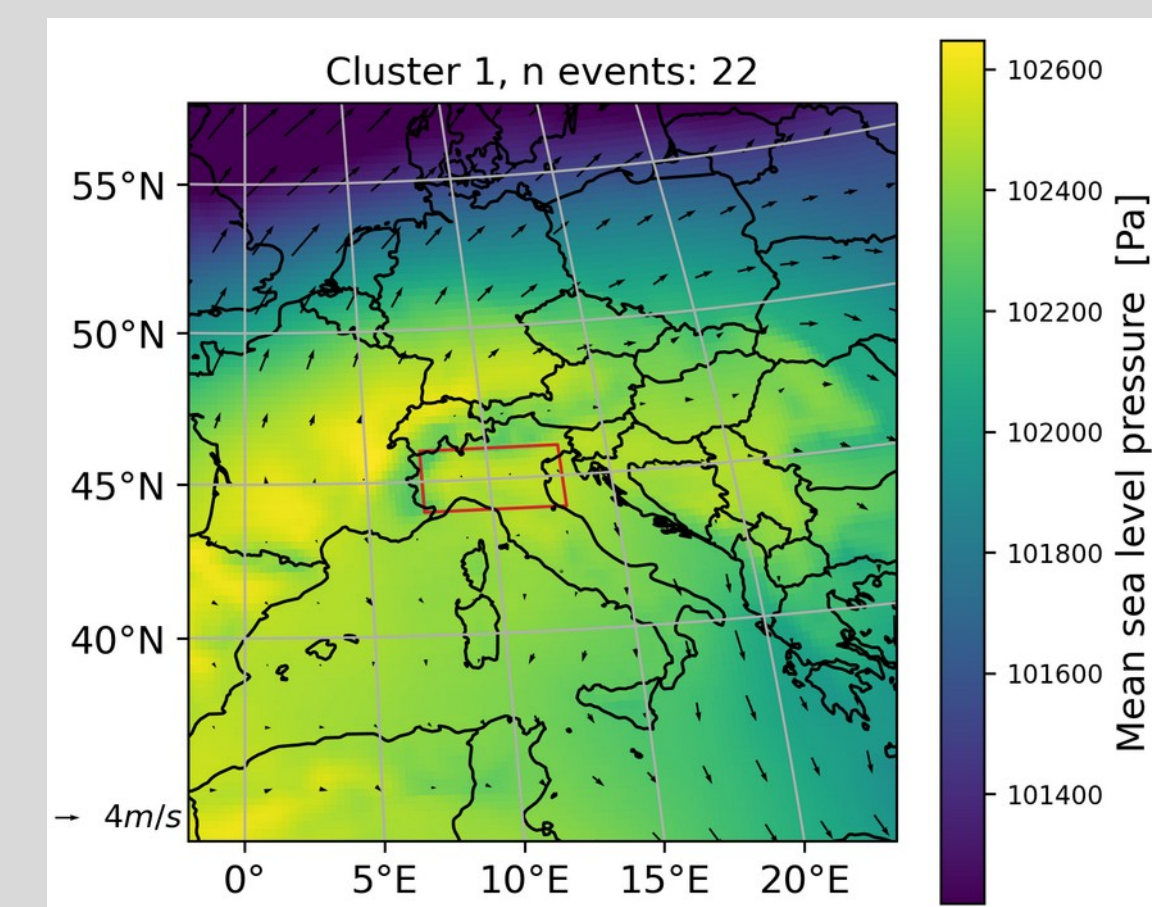 Cluster 1, n events: 22
55°N
50°N
45°N
40°N
4m/s
0°
5°E
10°E
15°E
20°E
102600
102400
102200
102000
101800
101600
101400
Mean sea level pressure [Pa]